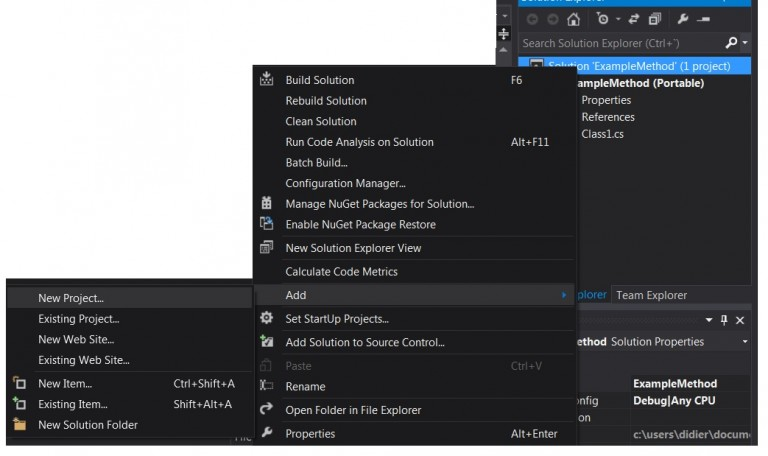 Solution Explorer
Search Solution Explorer (Ctrl+¨)
Solution 'ExampleMethod' (1 project)
ampleMethod (Portable)
Properties
References
Class1.cs
Build Solution F6
Rebuild Solution
Clean Solution
Run Code Analysis on Solution Alt+F11
Batch Build...
Configuration Manager...
Manage NuGet Packages for Solution...
Enable NuGet Package Restore
New Solution Explorer View
Calculate Code Metrics
Add
Set StartUp Projects...
Add Solution to Source Control...
Paste Ctrl+V
Rename
Open Folder in File Explorer
Properties Alt+Enter
New Project...
Existing Project...
New Web Site...
Existing Web Site...
New Item... Ctrl+Shift+A
Existing Item... Shift+Alt+A
New Solution Folder
plorer Team Explorer
ethod Solution Properties
ExampleMethod
nfig Debug|Any CPU
on
c:\users\didier\docum